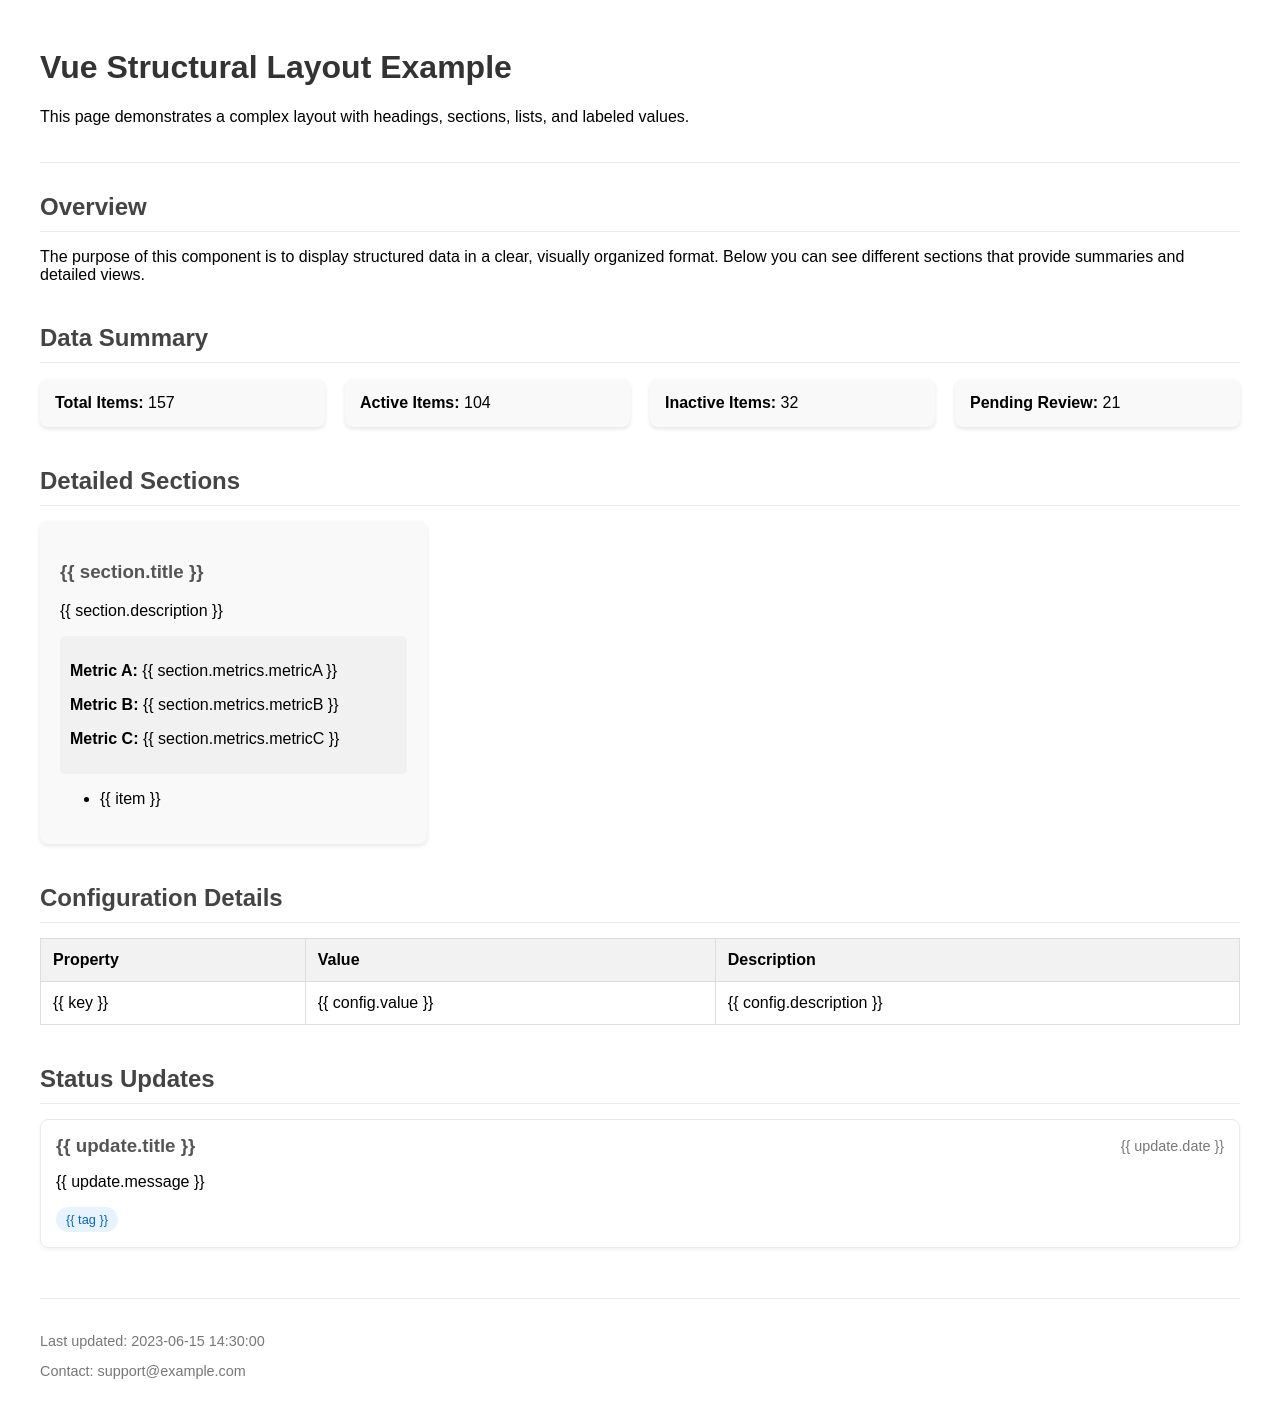 Vue Structural Layout Example
This page demonstrates a complex layout with headings, sections, lists, and labeled values.
Overview
The purpose of this component is to display structured data in a clear, visually organized format. Below you can see different sections that provide summaries and
detailed views.
Data Summary
Total Items: 157
Active Items: 104
Inactive Items: 32
Pending Review: 21
Detailed Sections
{{ section.title }}
{{ section.description }}
Metric A: {{ section.metrics.metricA }}
Metric B: {{ section.metrics.metricB }}
Metric C: {{ section.metrics.metricC }}
{{ item }}
Configuration Details
Property Value Description
{{ key }} {{ config.value }} {{ config.description }}
Status Updates
{{ update.title }} {{ update.date }}
{{ update.message }}
{{ tag }}
Last updated: 2023-06-15 14:30:00
Contact: support@example.com